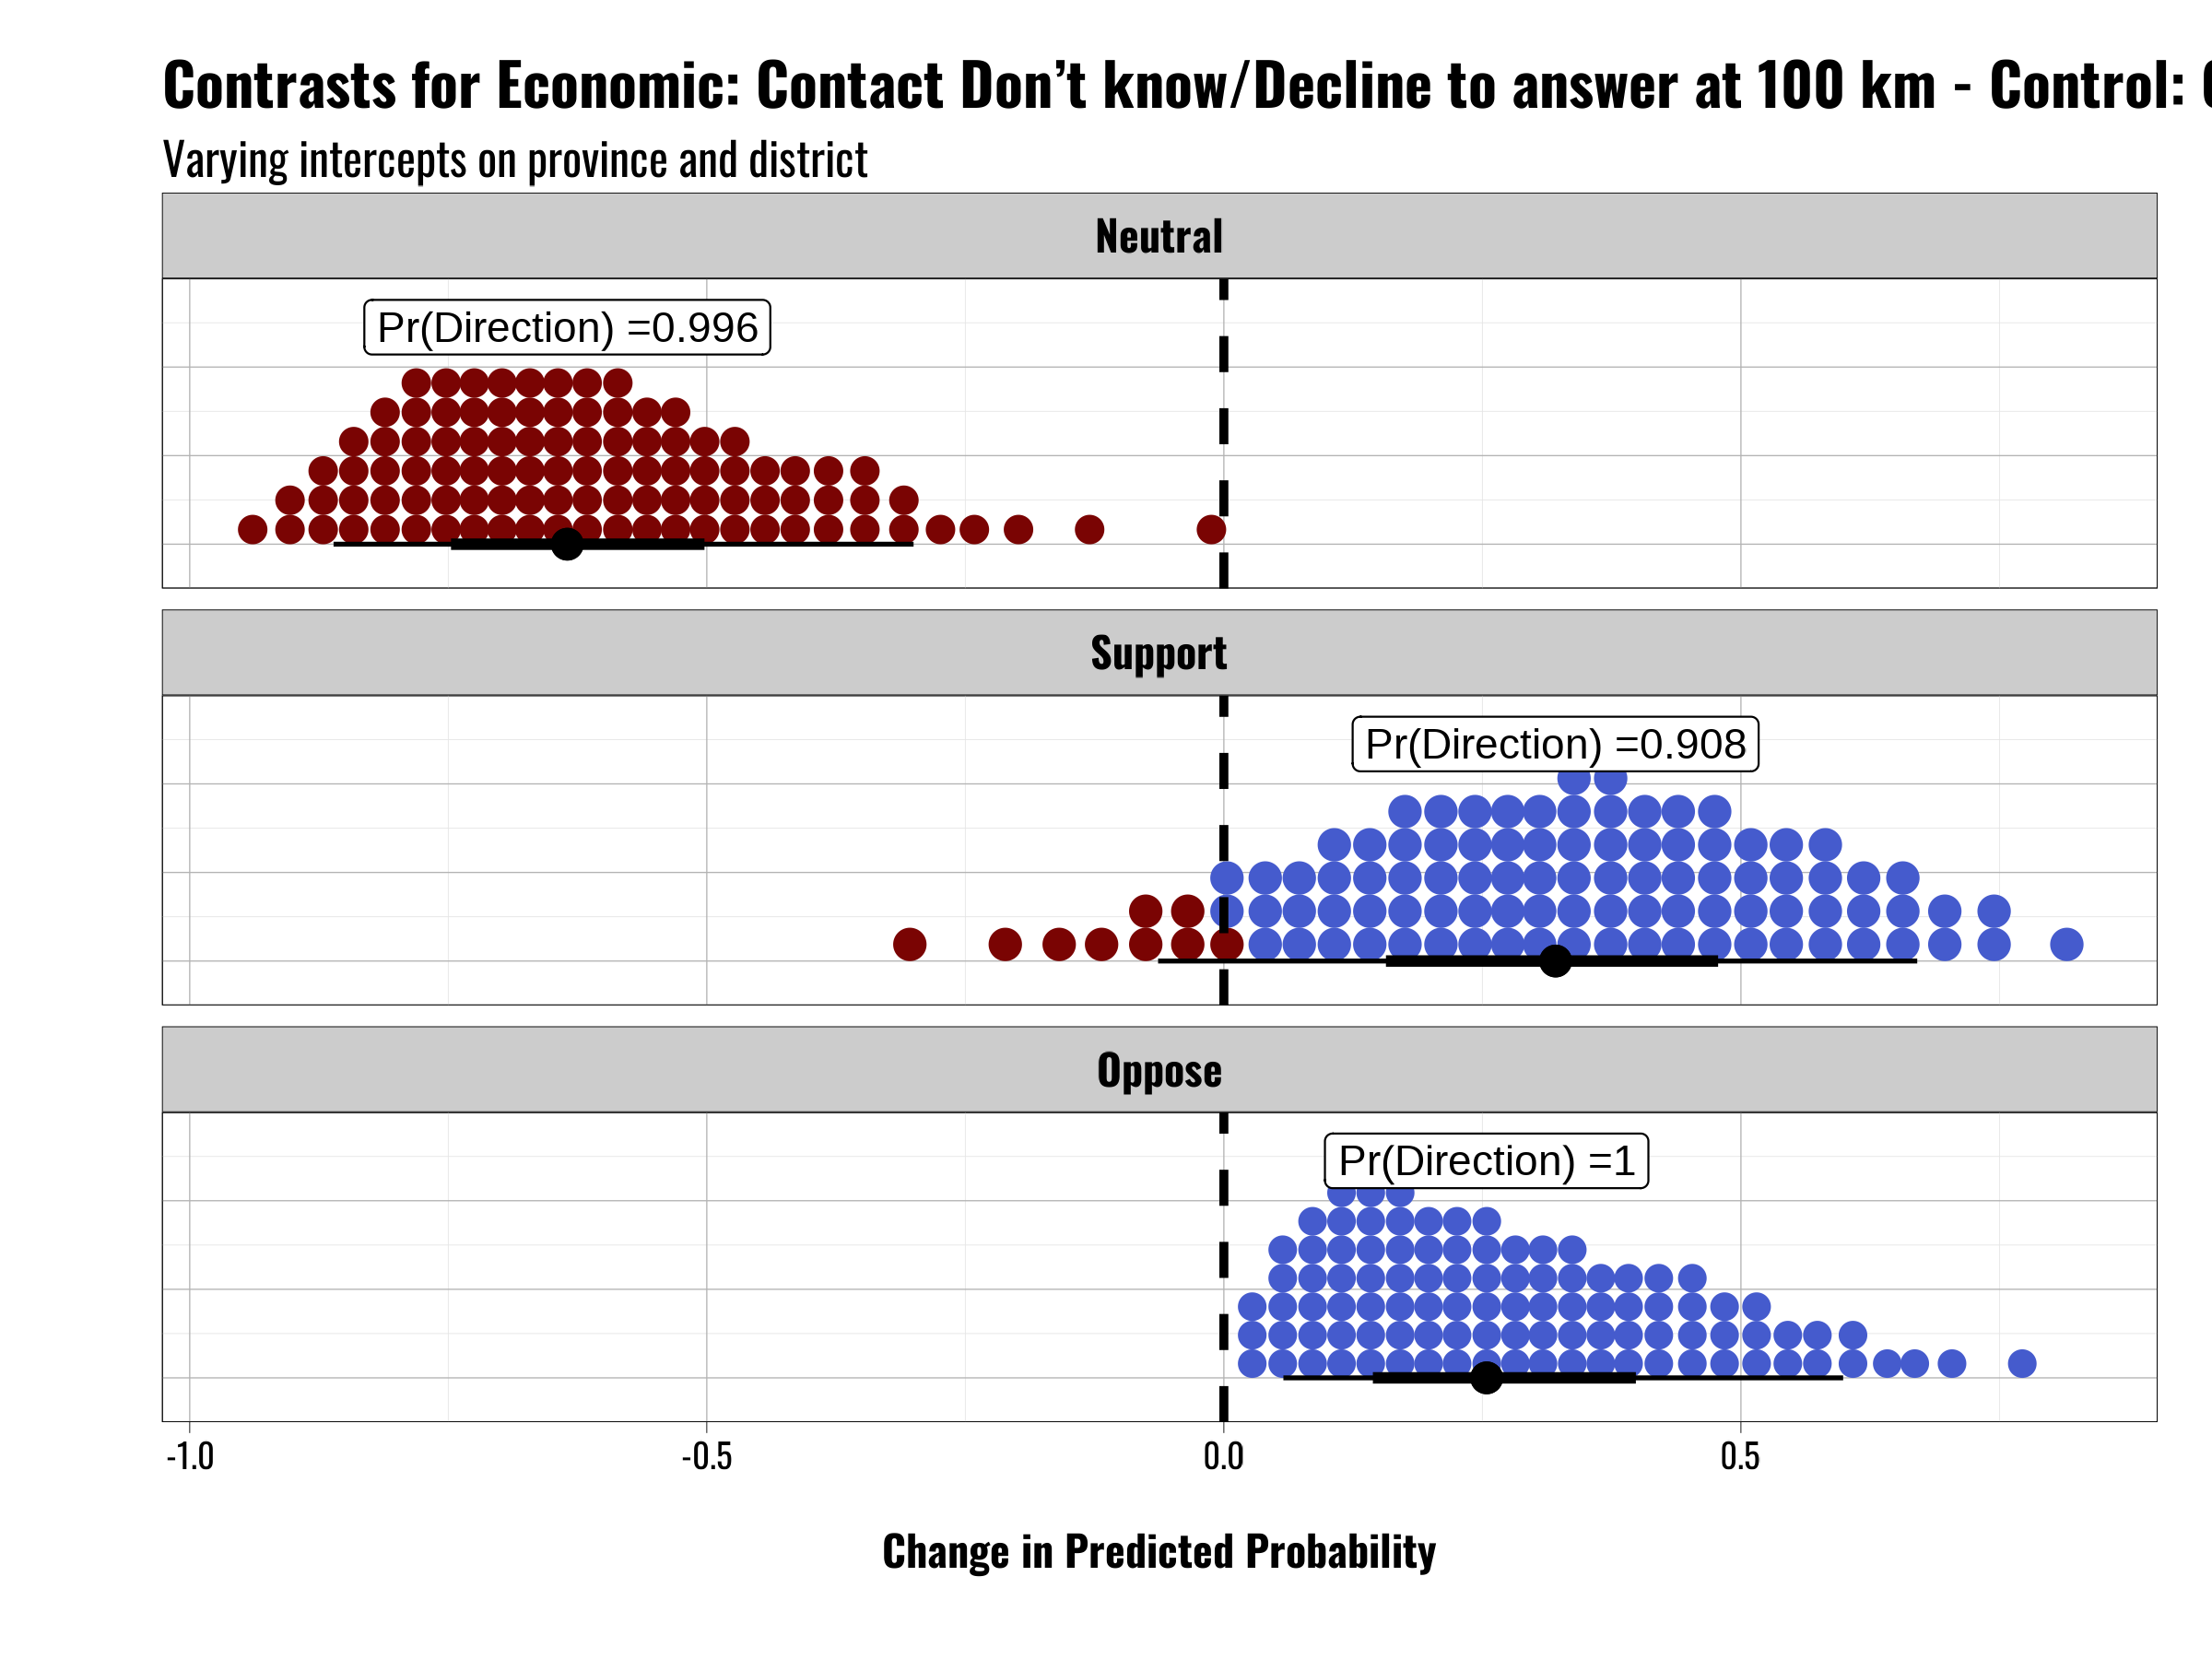 Contrasts for Economic: Contact Don’t know/Decline to answer at 100 km - Control:
Varying intercepts on province and district
Neutral
Pr(Direction) =0.996
Support
Pr(Direction) =0.908
Oppose
Pr(Direction) =1
-1.0 -0.5 0.0 0.5
Change in Predicted Probability